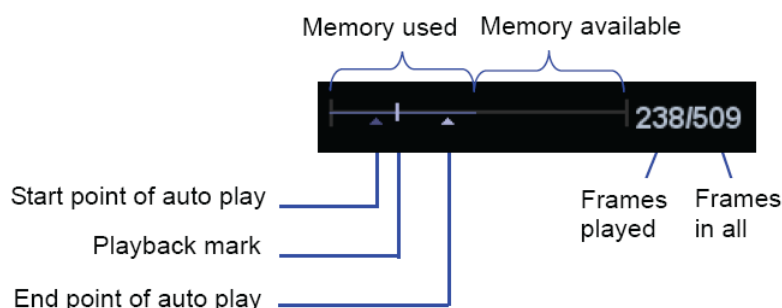 Memory used
Memory available
238/509
Start point of auto play
Frames played
Frames in all
Playback mark
End point of auto play